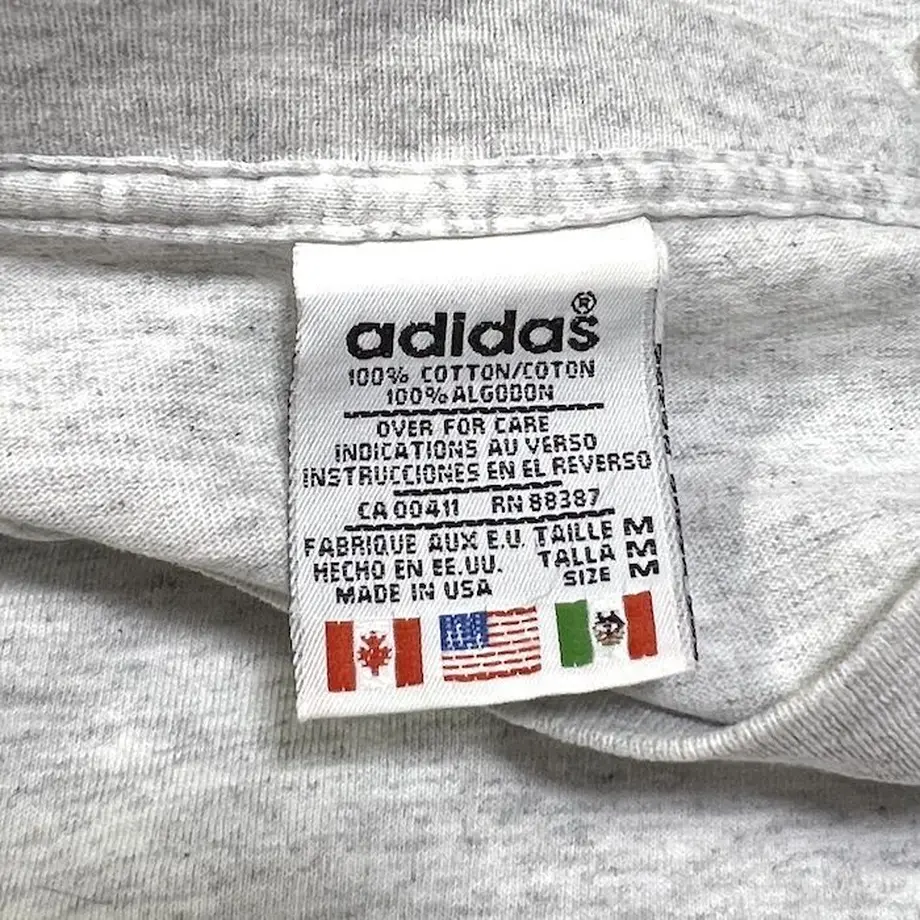 adidas®
100% COTTON/COTON
100% ALGODON
OVER FOR CARE
INDICATIONS AU VERSO
INSTRUCCIONES EN EL REVERSO
CA 00411 RN 88387
FABRIQUE AUX E.U. TAILLE M
HECHO EN EE.UU. TALLA M
MADE IN USA SIZE M